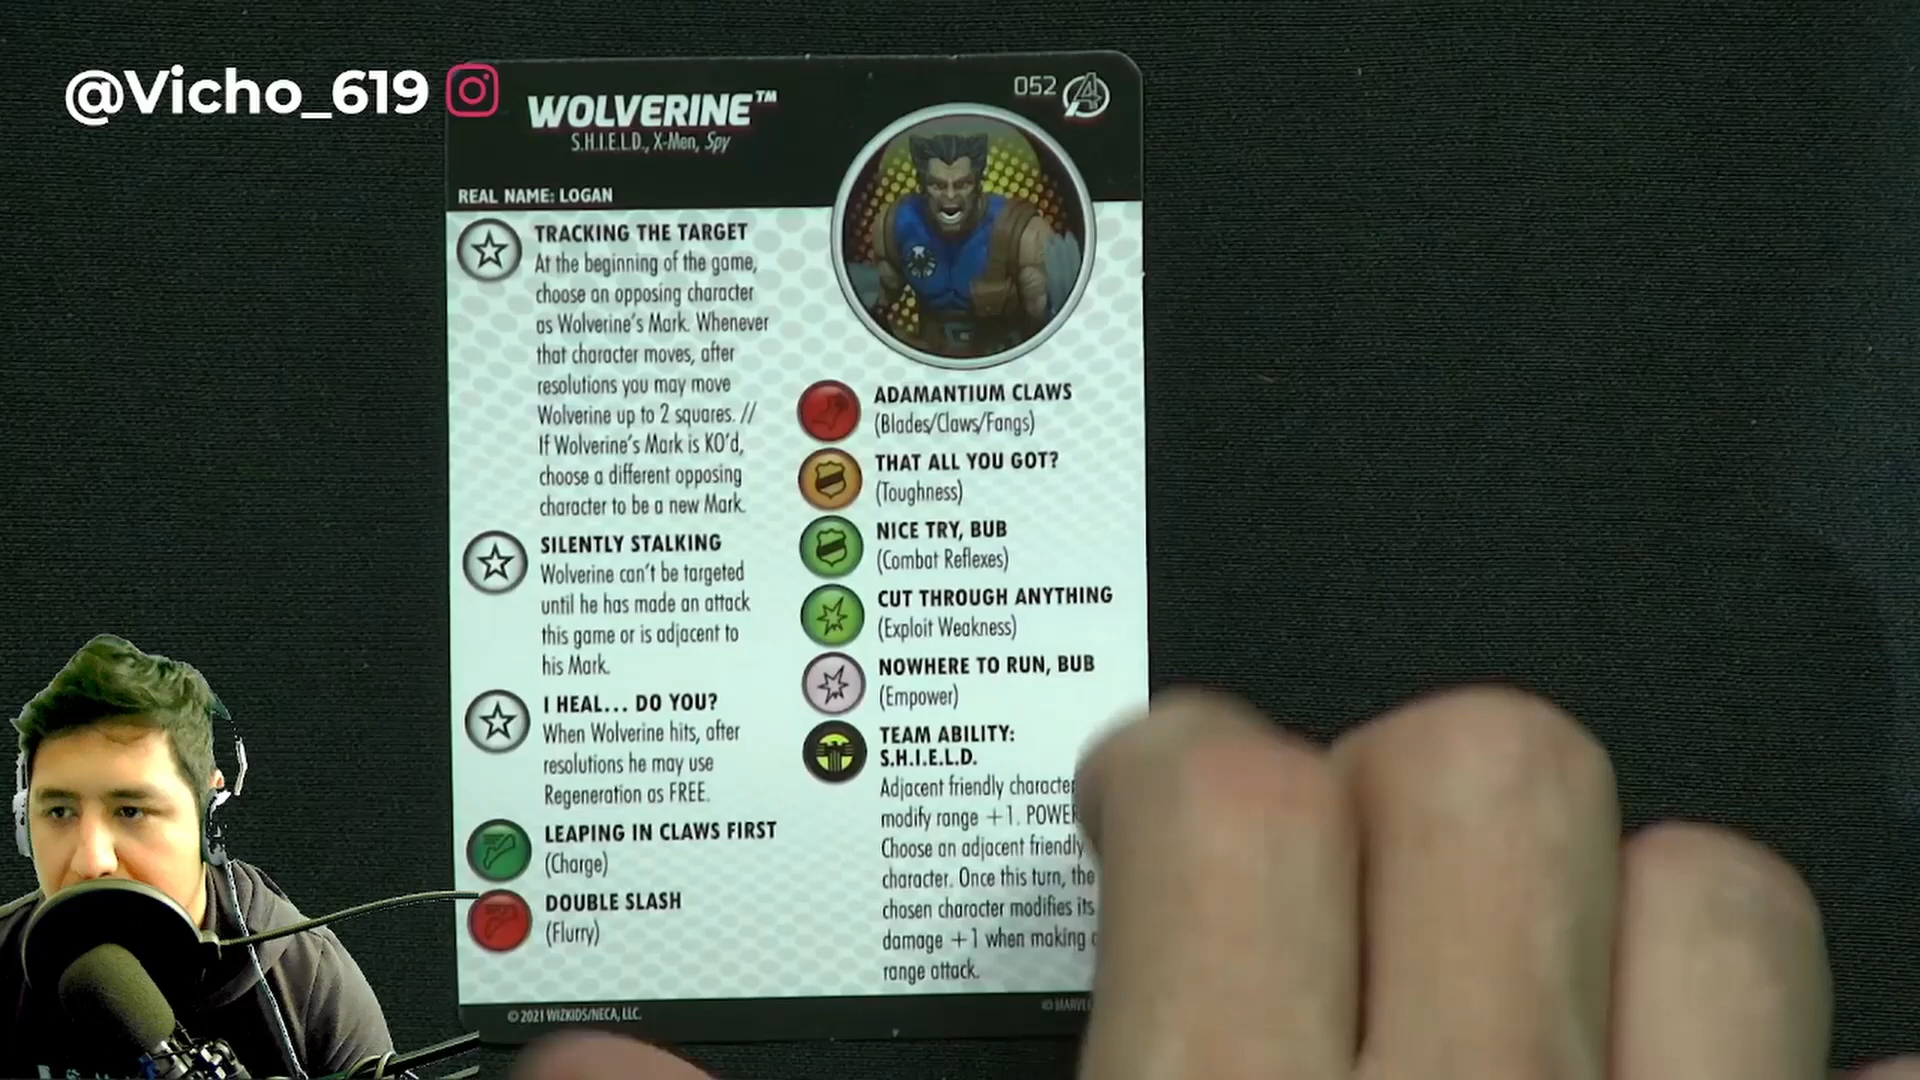 @Vicho_619
WOLVERINE™
S.H.I.E.L.D., X-Men, Spy
REAL NAME: LOGAN
052
TRACKING THE TARGET
At the beginning of the game,
choose an opposing character
as Wolverine's Mark. Whenever
that character moves, after
resolutions you may move
Wolverine up to 2 squares. //
If Wolverine's Mark is KO'd,
choose a different opposing
character to be a new Mark.
SILENTLY STALKING
Wolverine can't be targeted
until he has made an attack
this game or is adjacent to
his Mark.
I HEAL... DO YOU?
When Wolverine hits, after
resolutions he may use
Regeneration as FREE.
LEAPING IN CLAWS FIRST
(Charge)
DOUBLE SLASH
(Flurry)
ADAMANTIUM CLAWS
(Blades/Claws/Fangs)
THAT ALL YOU GOT?
(Toughness)
NICE TRY, BUB
(Combat Reflexes)
CUT THROUGH ANYTHING
(Exploit Weakness)
NOWHERE TO RUN, BUB
(Empower)
TEAM ABILITY:
S.H.I.E.L.D.
Adjacent friendly
modify range +1.
Choose an adjacent friendly
character. Once this turn, the
chosen character modifies its
damage +1 when making
range attack.
© 2021 WIZKIDS/NECA, LLC.